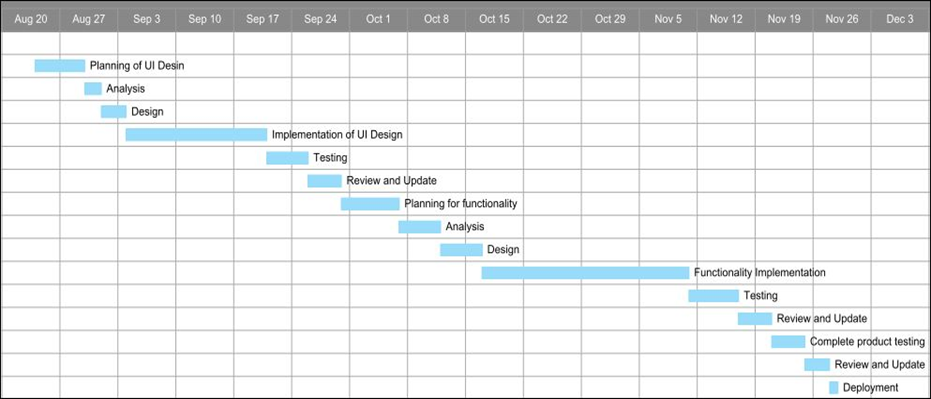 Aug 20 Aug 27 Sep 3 Sep 10 Sep 17 Sep 24 Oct 1 Oct 8 Oct 15 Oct 22 Oct 29 Nov 5 Nov 12 Nov 19 Nov 26 Dec 3
Planning of UI Desin
Analysis
Design
Implementation of UI Design
Testing
Review and Update
Planning for functionality
Analysis
Design
Functionality Implementation
Testing
Review and Update
Complete product testing
Review and Update
Deployment